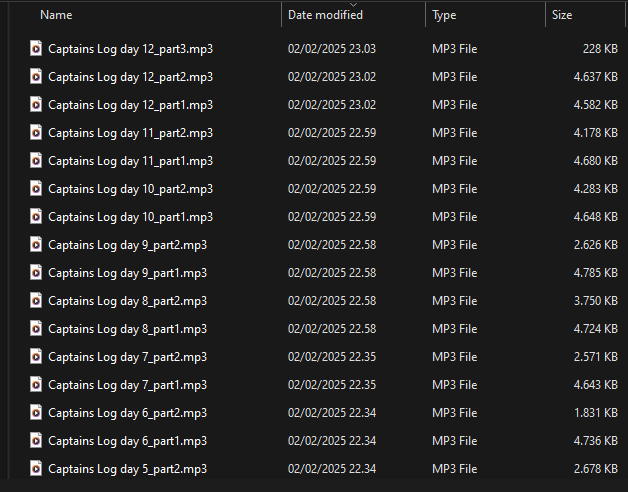 Name Date modified Type Size
Captains Log day 12_part3.mp3 02/02/2025 23.03 MP3 File 228 KB
Captains Log day 12_part2.mp3 02/02/2025 23.02 MP3 File 4.637 KB
Captains Log day 12_part1.mp3 02/02/2025 23.02 MP3 File 4.582 KB
Captains Log day 11_part2.mp3 02/02/2025 22.59 MP3 File 4.178 KB
Captains Log day 11_part1.mp3 02/02/2025 22.59 MP3 File 4.680 KB
Captains Log day 10_part2.mp3 02/02/2025 22.59 MP3 File 4.283 KB
Captains Log day 10_part1.mp3 02/02/2025 22.59 MP3 File 4.648 KB
Captains Log day 9_part2.mp3 02/02/2025 22.58 MP3 File 2.626 KB
Captains Log day 9_part1.mp3 02/02/2025 22.58 MP3 File 4.785 KB
Captains Log day 8_part2.mp3 02/02/2025 22.58 MP3 File 3.750 KB
Captains Log day 8_part1.mp3 02/02/2025 22.58 MP3 File 4.724 KB
Captains Log day 7_part2.mp3 02/02/2025 22.35 MP3 File 2.571 KB
Captains Log day 7_part1.mp3 02/02/2025 22.35 MP3 File 4.643 KB
Captains Log day 6_part2.mp3 02/02/2025 22.34 MP3 File 1.831 KB
Captains Log day 6_part1.mp3 02/02/2025 22.34 MP3 File 4.736 KB
Captains Log day 5_part2.mp3 02/02/2025 22.34 MP3 File 2.678 KB